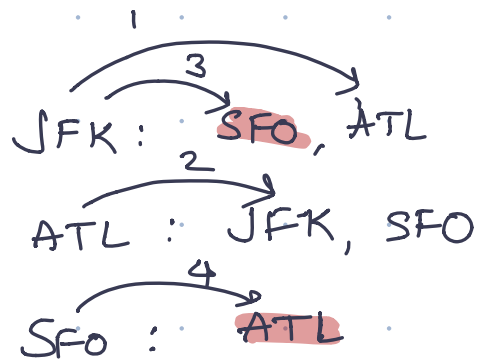 1
3
JFK : SFO, ATL
2
ATL : JFK, SFO
4
SFO : ATL